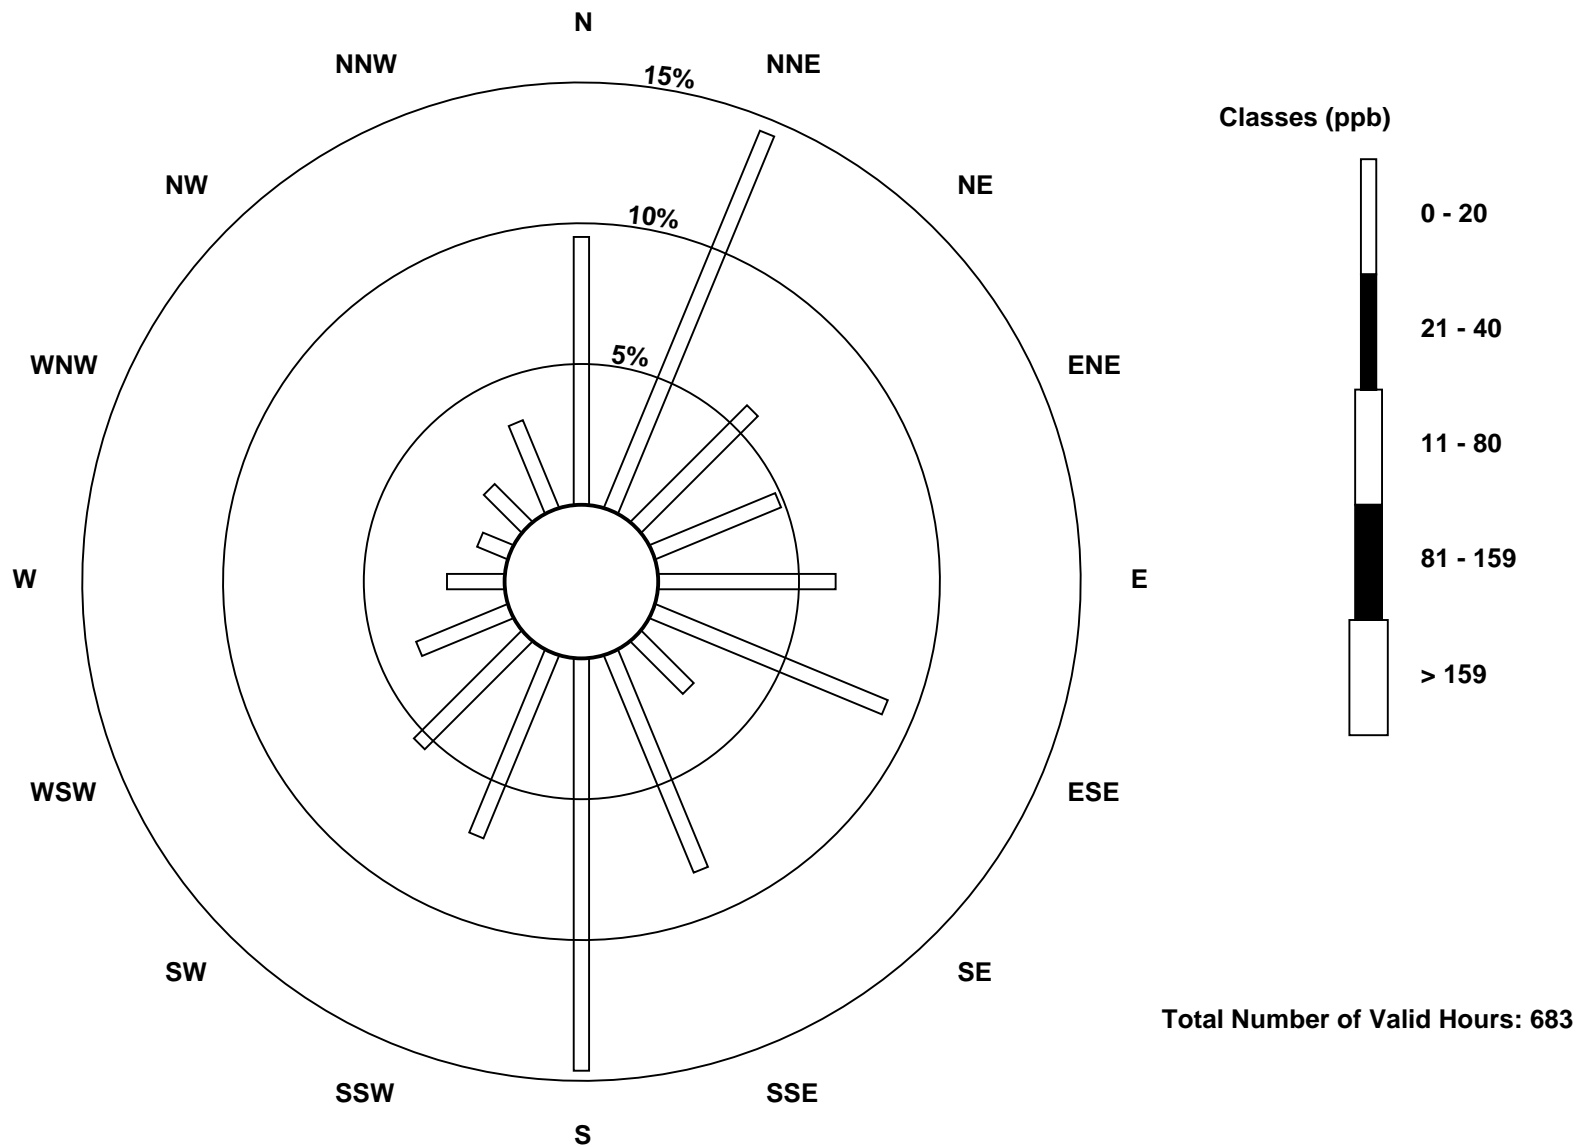 N
NNW
NNE
15%
Classes (ppb)
NW
NE
0 - 20
10%
21 - 40
5%
WNW
ENE
11 - 80
81 - 159
W
E
> 159
WSW
ESE
SW
SE
Total Number of Valid Hours: 683
SSW
SSE
S